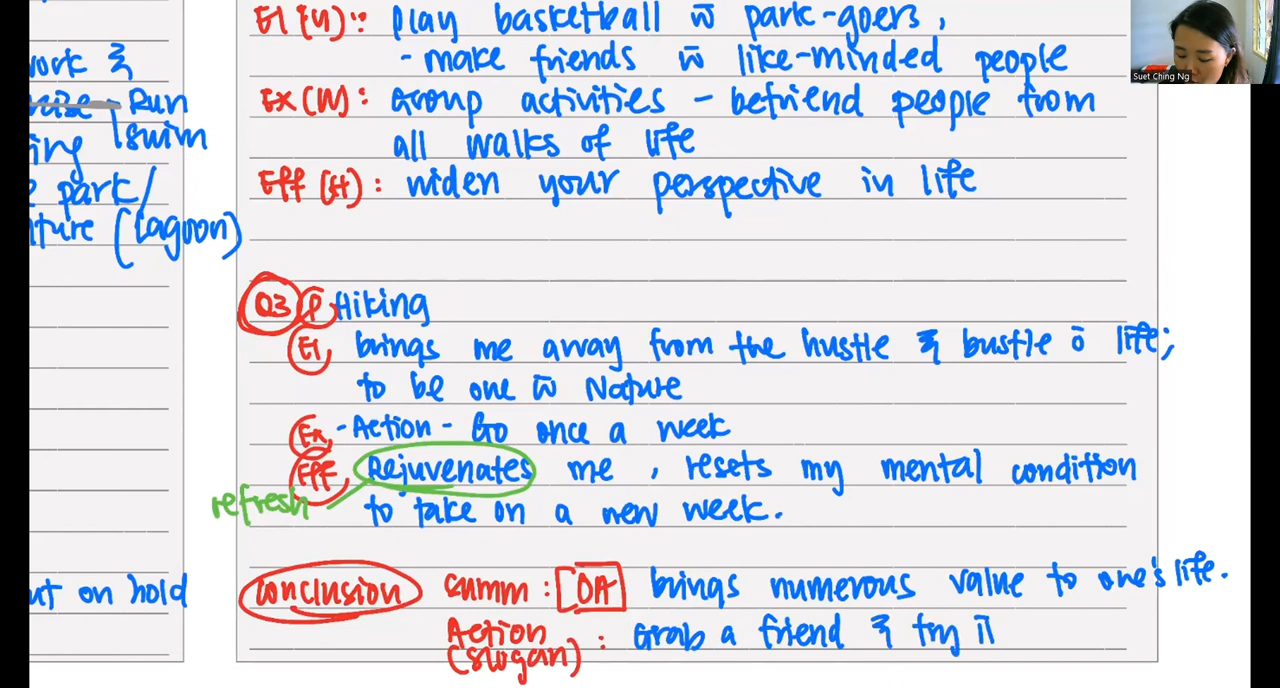 El (Y): play basketball w̄ park-goers,
- make friends w̄ like-minded people
Ex (N): Group activities - befriend people from
all walks of life
Eff (St): widen your perspective in life
work &
Run
swim
ing
park/
ture (lagoon)
Q3 P Hiking
El brings me away from the hustle & bustle ō life;
to be one w̄ Nature
Ex - Action - Go once a week
Eff Rejuvenates me, resets my mental condition
refresh to take on a new week.
ut on hold
Conclusion Summ: OA brings numerous value to one's life.
Action : Grab a friend & try
(slogan)
Suet Ching Ng